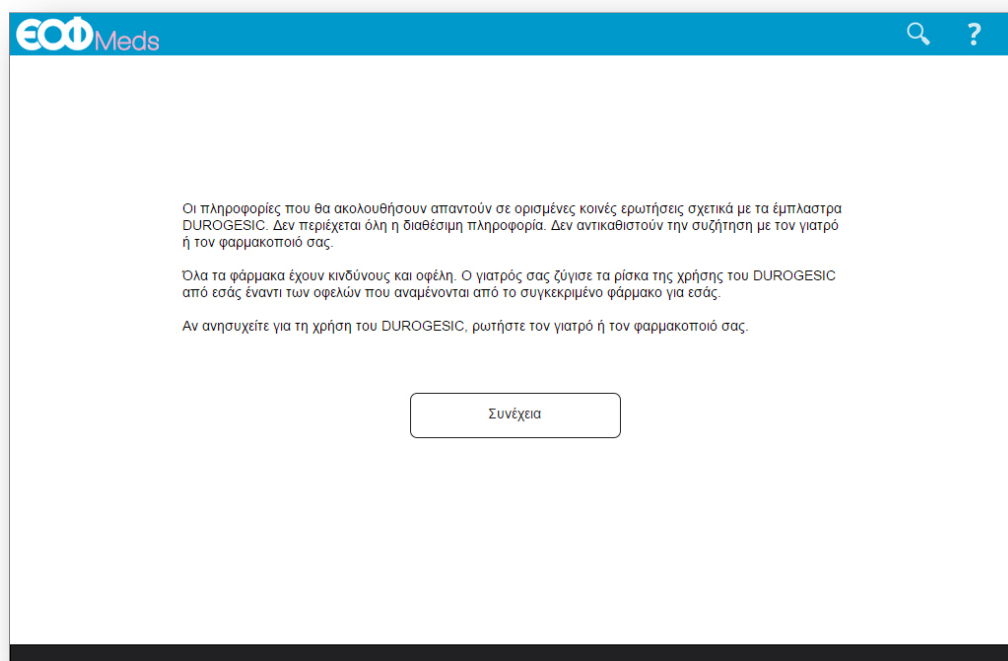 ΕΟΦMeds
?
Οι πληροφορίες που θα ακολουθήσουν απαντούν σε ορισμένες κοινές ερωτήσεις σχετικά με τα έμπλαστρα
DUROGESIC. Δεν περιέχεται όλη η διαθέσιμη πληροφορία. Δεν αντικαθιστούν την συζήτηση με τον γιατρό
ή τον φαρμακοποιό σας.
Όλα τα φάρμακα έχουν κινδύνους και οφέλη. Ο γιατρός σας ζύγισε τα ρίσκα της χρήσης του DUROGESIC
από εσάς έναντι των οφελών που αναμένονται από το συγκεκριμένο φάρμακο για εσάς.
Αν ανησυχείτε για τη χρήση του DUROGESIC, ρωτήστε τον γιατρό ή τον φαρμακοποιό σας.
Συνέχεια